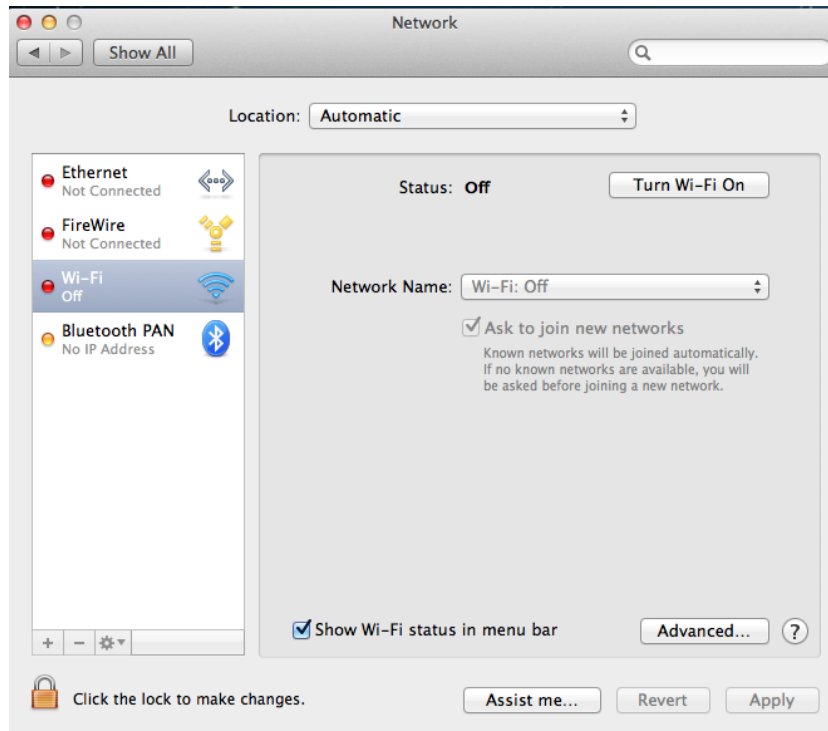 Network
Show All
Location: Automatic
Ethernet
Not Connected
FireWire
Not Connected
Wi-Fi
Off
Bluetooth PAN
No IP Address
Status: Off
Turn Wi-Fi On
Network Name: Wi-Fi: Off
Ask to join new networks
Known networks will be joined automatically.
If no known networks are available, you will
be asked before joining a new network.
Show Wi-Fi status in menu bar
Advanced...
?
Click the lock to make changes.
Assist me...
Revert
Apply